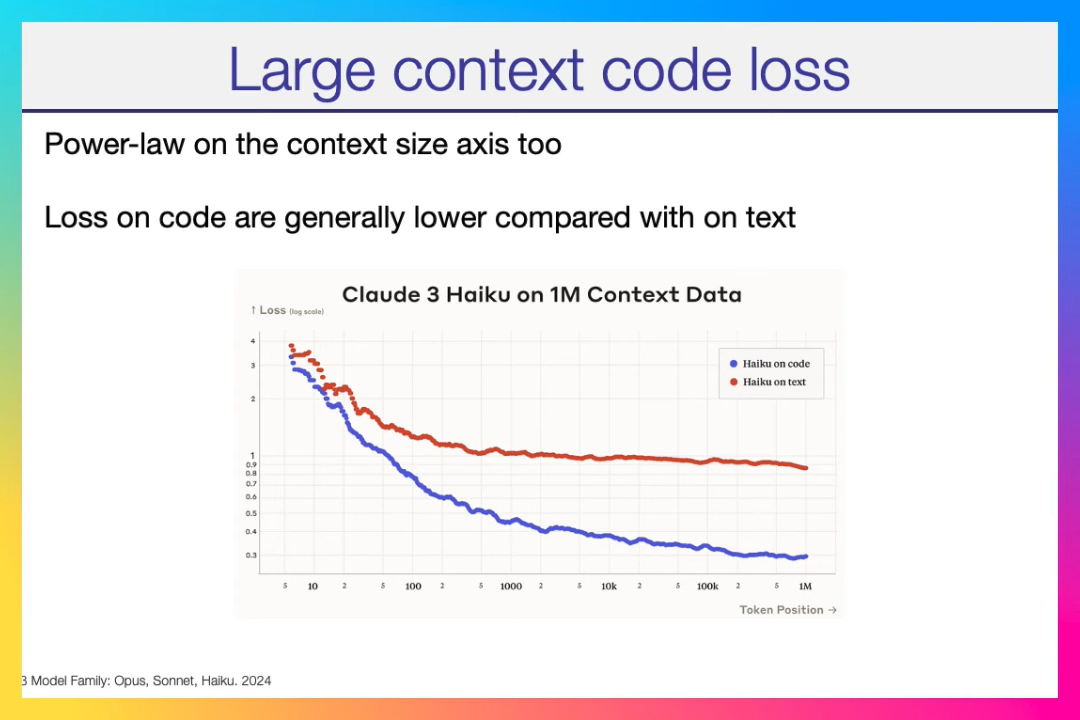 Large context code loss
Power-law on the context size axis too
Loss on code are generally lower compared with on text
Claude 3 Haiku on 1M Context Data
↑ Loss (log scale)
4
3
2
1
0.9
0.8
0.7
0.6
0.5
0.4
0.3
Haiku on code
Haiku on text
5 10 2 5 100 2 5 1000 2 5 10k 2 5 100k 2 5 1M
Token Position →
3 Model Family: Opus, Sonnet, Haiku. 2024